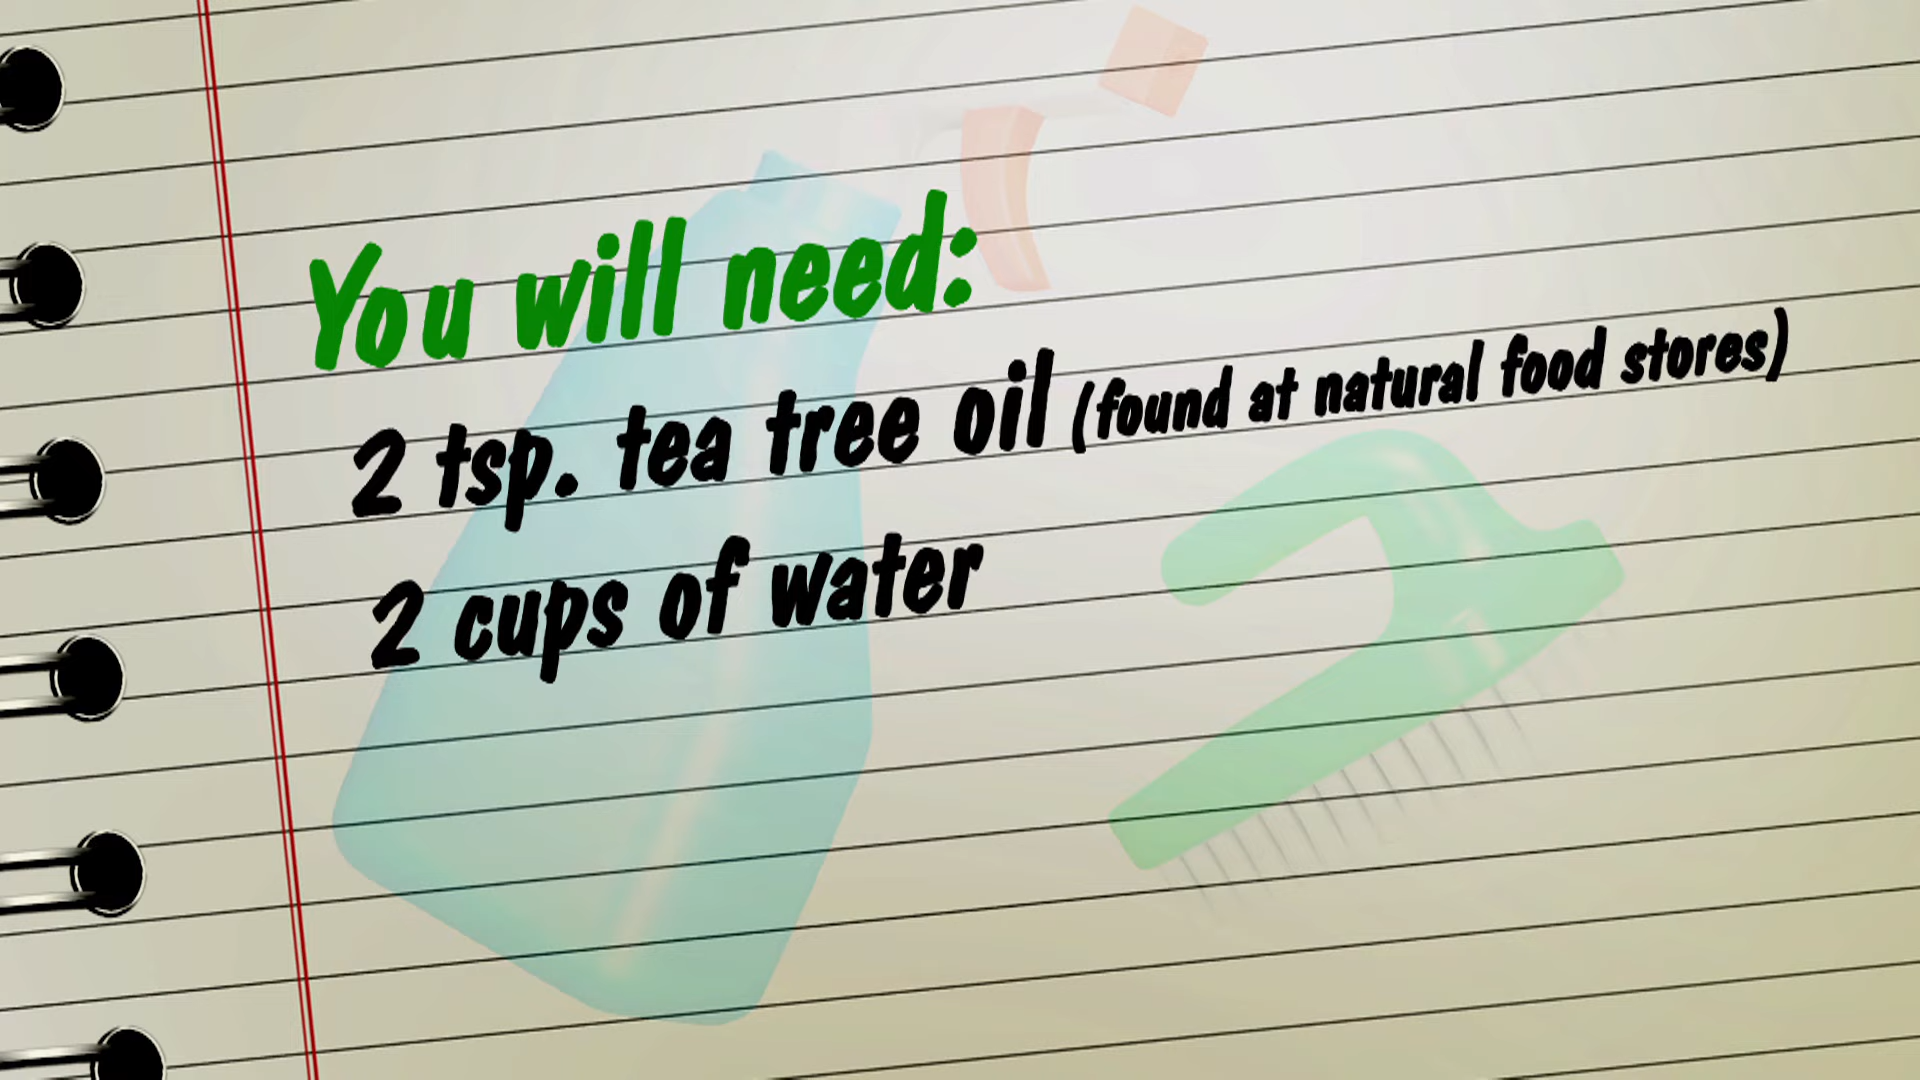 You will need:
2 tsp. tea tree oil (found at natural food stores)
2 cups of water